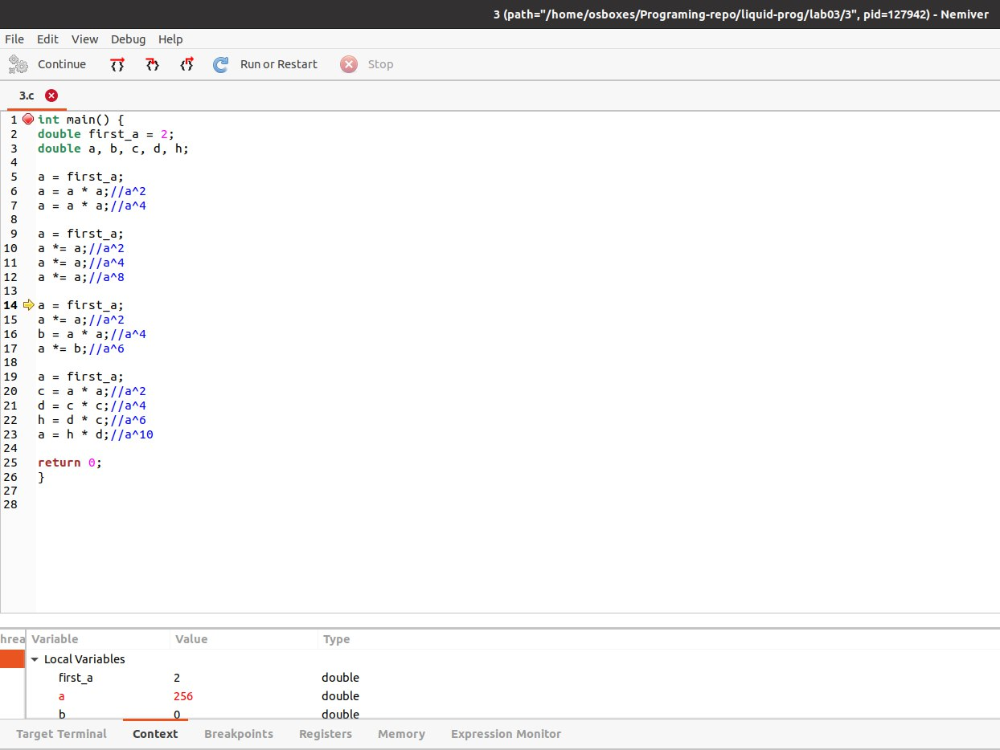 3 (path="/home/osboxes/Programing-repo/liquid-prog/lab03/3", pid=127942) - Nemiver
File Edit View Debug Help
Continue Run or Restart Stop
3.c
1 int main() {
2 double first_a = 2;
3 double a, b, c, d, h;
4
5 a = first_a;
6 a = a * a;//a^2
7 a = a * a;//a^4
8
9 a = first_a;
10 a *= a;//a^2
11 a *= a;//a^4
12 a *= a;//a^8
13
14 a = first_a;
15 a *= a;//a^2
16 b = a * a;//a^4
17 a *= b;//a^6
18
19 a = first_a;
20 c = a * a;//a^2
21 d = c * c;//a^4
22 h = d * c;//a^6
23 a = h * d;//a^10
24
25 return 0;
26 }
27
28
hrea Variable Value Type
Local Variables
first_a 2 double
a 256 double
b 0 double
Target Terminal Context Breakpoints Registers Memory Expression Monitor